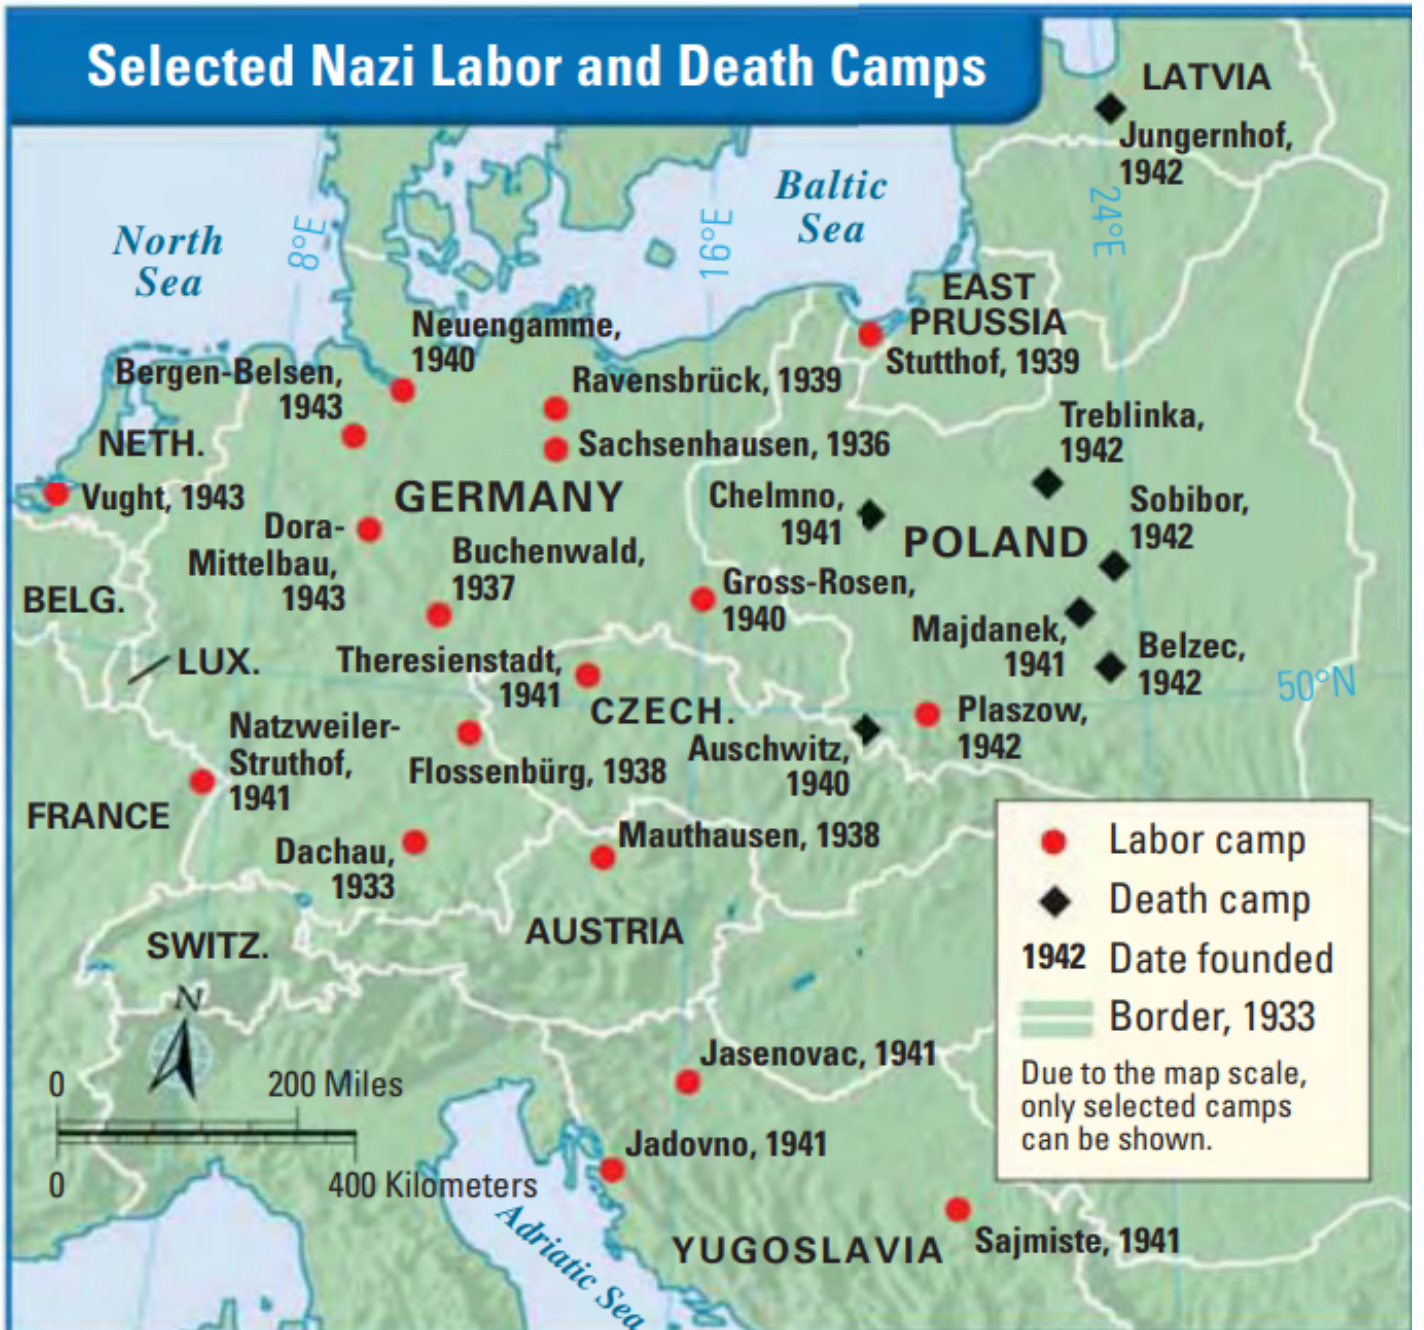 Selected Nazi Labor and Death Camps
LATVIA
Jungernhof,
1942
24°E
Baltic
Sea
16°E
North
Sea
8°E
EAST
PRUSSIA
Stutthof, 1939
Neuengamme,
1940
Bergen-Belsen,
1943
Ravensbrück, 1939
Sachsenhausen, 1936
NETH.
Vught, 1943
GERMANY
Treblinka,
1942
Chelmno,
1941
POLAND
Sobibor,
1942
Dora-
Mittelbau,
1943
Buchenwald,
1937
Gross-Rosen,
1940
Majdanek,
1941
Belzec,
1942
BELG.
LUX.
Theresienstadt,
1941
CZECH.
50°N
Natzweiler-
Struthof,
1941
Flossenbürg, 1938
Auschwitz,
1940
Plaszow,
1942
FRANCE
Dachau,
1933
Mauthausen, 1938
AUSTRIA
SWITZ.
Labor camp
Death camp
1942 Date founded
Border, 1933
Due to the map scale,
only selected camps
can be shown.
N
0 200 Miles
0 400 Kilometers
Jasenovac, 1941
Jadovno, 1941
Adriatic Sea
YUGOSLAVIA
Sajmiste, 1941